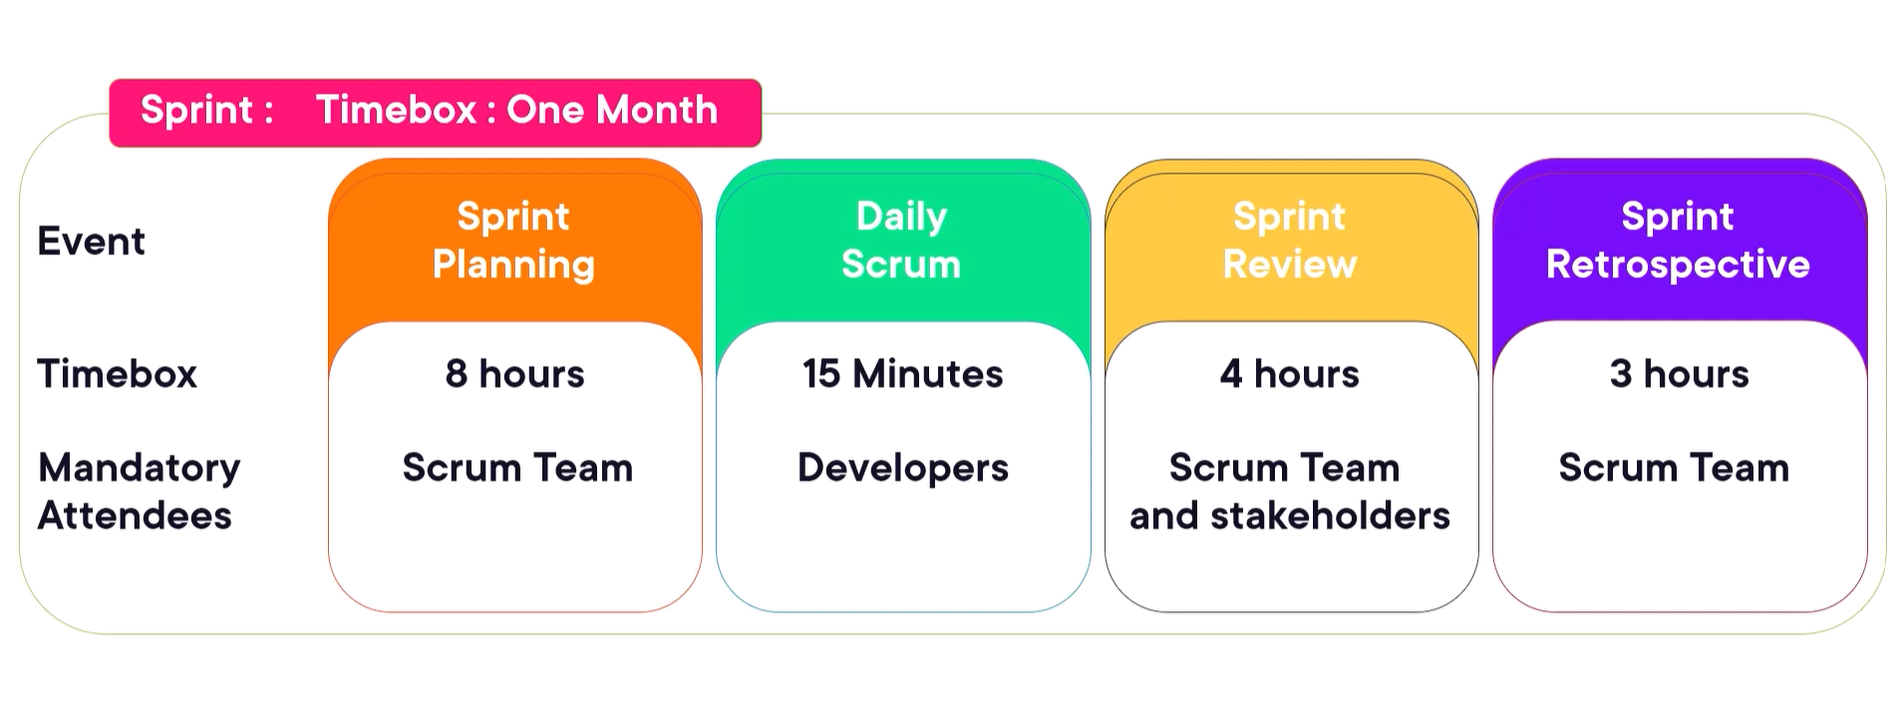 Sprint : Timebox : One Month
Event
Sprint
Planning
Daily
Scrum
Sprint
Review
Sprint
Retrospective
Timebox
8 hours
15 Minutes
4 hours
3 hours
Mandatory
Attendees
Scrum Team
Developers
Scrum Team
and stakeholders
Scrum Team